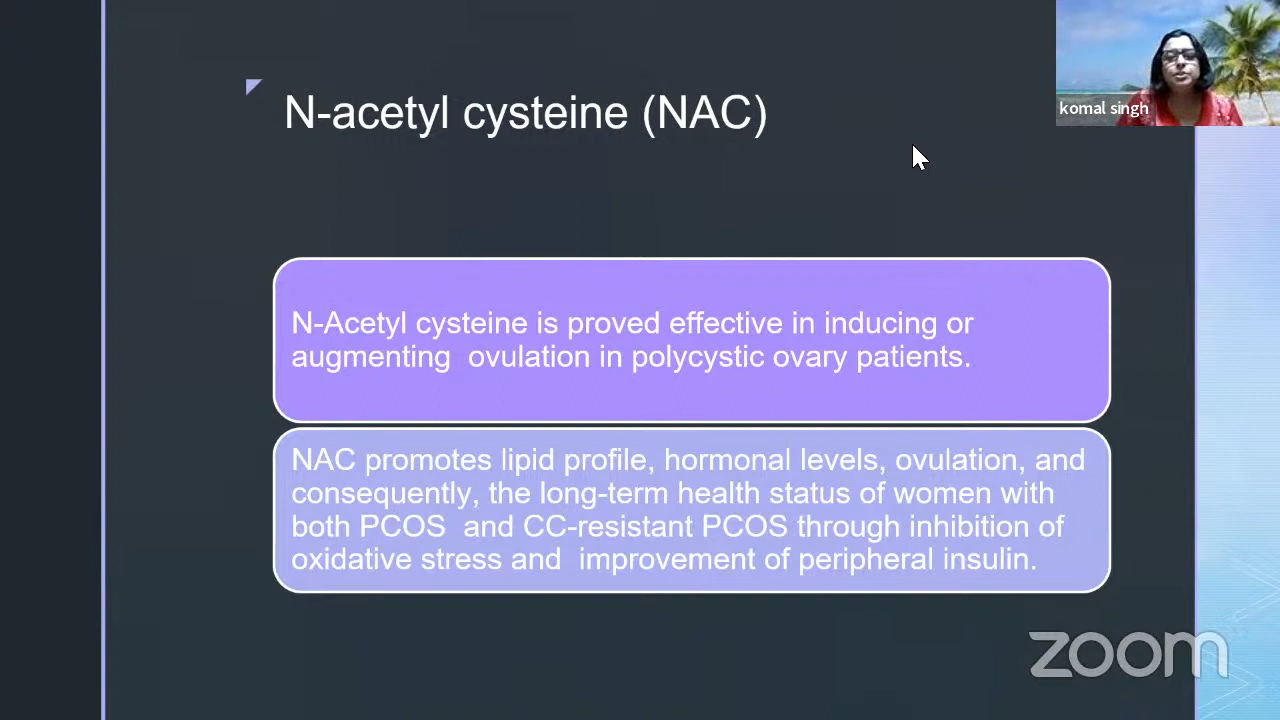 N-acetyl cysteine (NAC)
komal singh
N-Acetyl cysteine is proved effective in inducing or
augmenting  ovulation in polycystic ovary patients.
NAC promotes lipid profile, hormonal levels, ovulation, and
consequently, the long-term health status of women with
both PCOS  and CC-resistant PCOS through inhibition of
oxidative stress and  improvement of peripheral insulin.
zoom